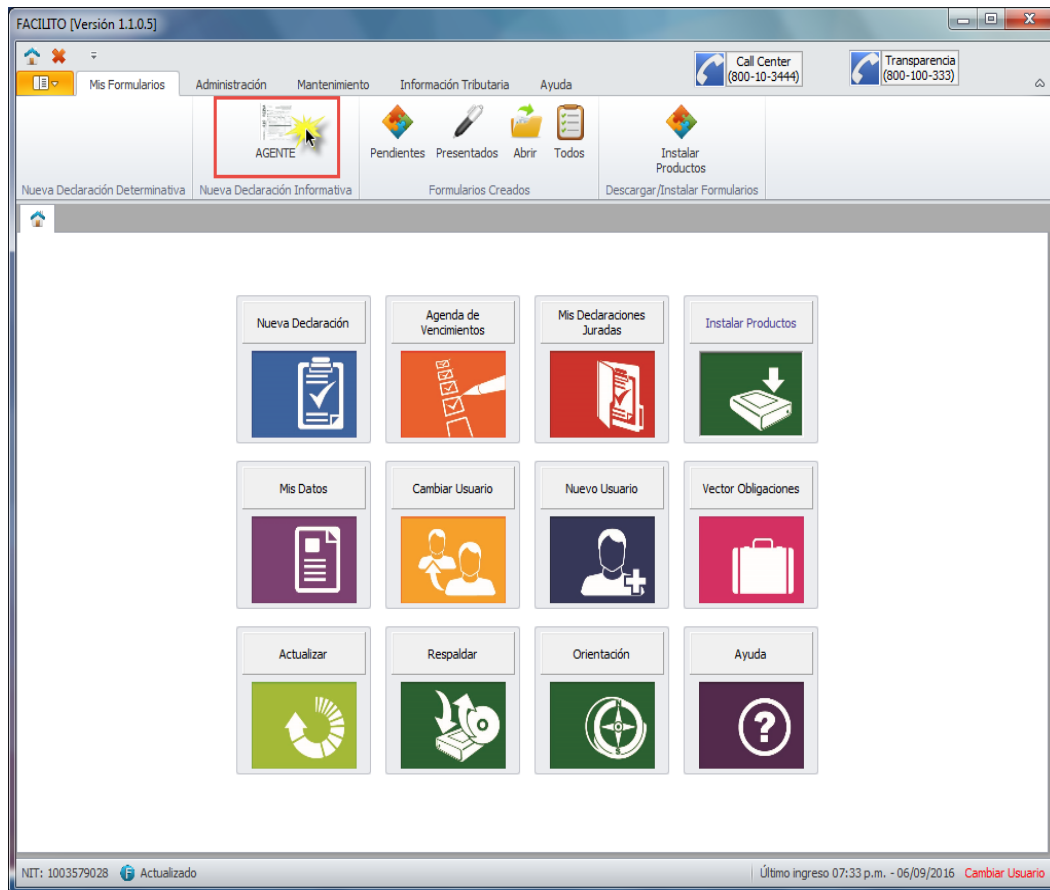 FACILITO [Versión 1.1.0.5]
Call Center
(800-10-3444)
Transparencia
(800-100-333)
Mis Formularios
Administración
Mantenimiento
Información Tributaria
Ayuda
AGENTE
Pendientes
Presentados
Abrir
Todos
Instalar
Productos
Nueva Declaración Determinativa
Nueva Declaración Informativa
Formularios Creados
Descargar/Instalar Formularios
Nueva Declaración
Agenda de
Vencimientos
Mis Declaraciones
Juradas
Instalar Productos
Mis Datos
Cambiar Usuario
Nuevo Usuario
Vector Obligaciones
Actualizar
Respaldar
Orientación
Ayuda
NIT: 1003579028
Actualizado
Último ingreso 07:33 p.m. - 06/09/2016
Cambiar Usuario